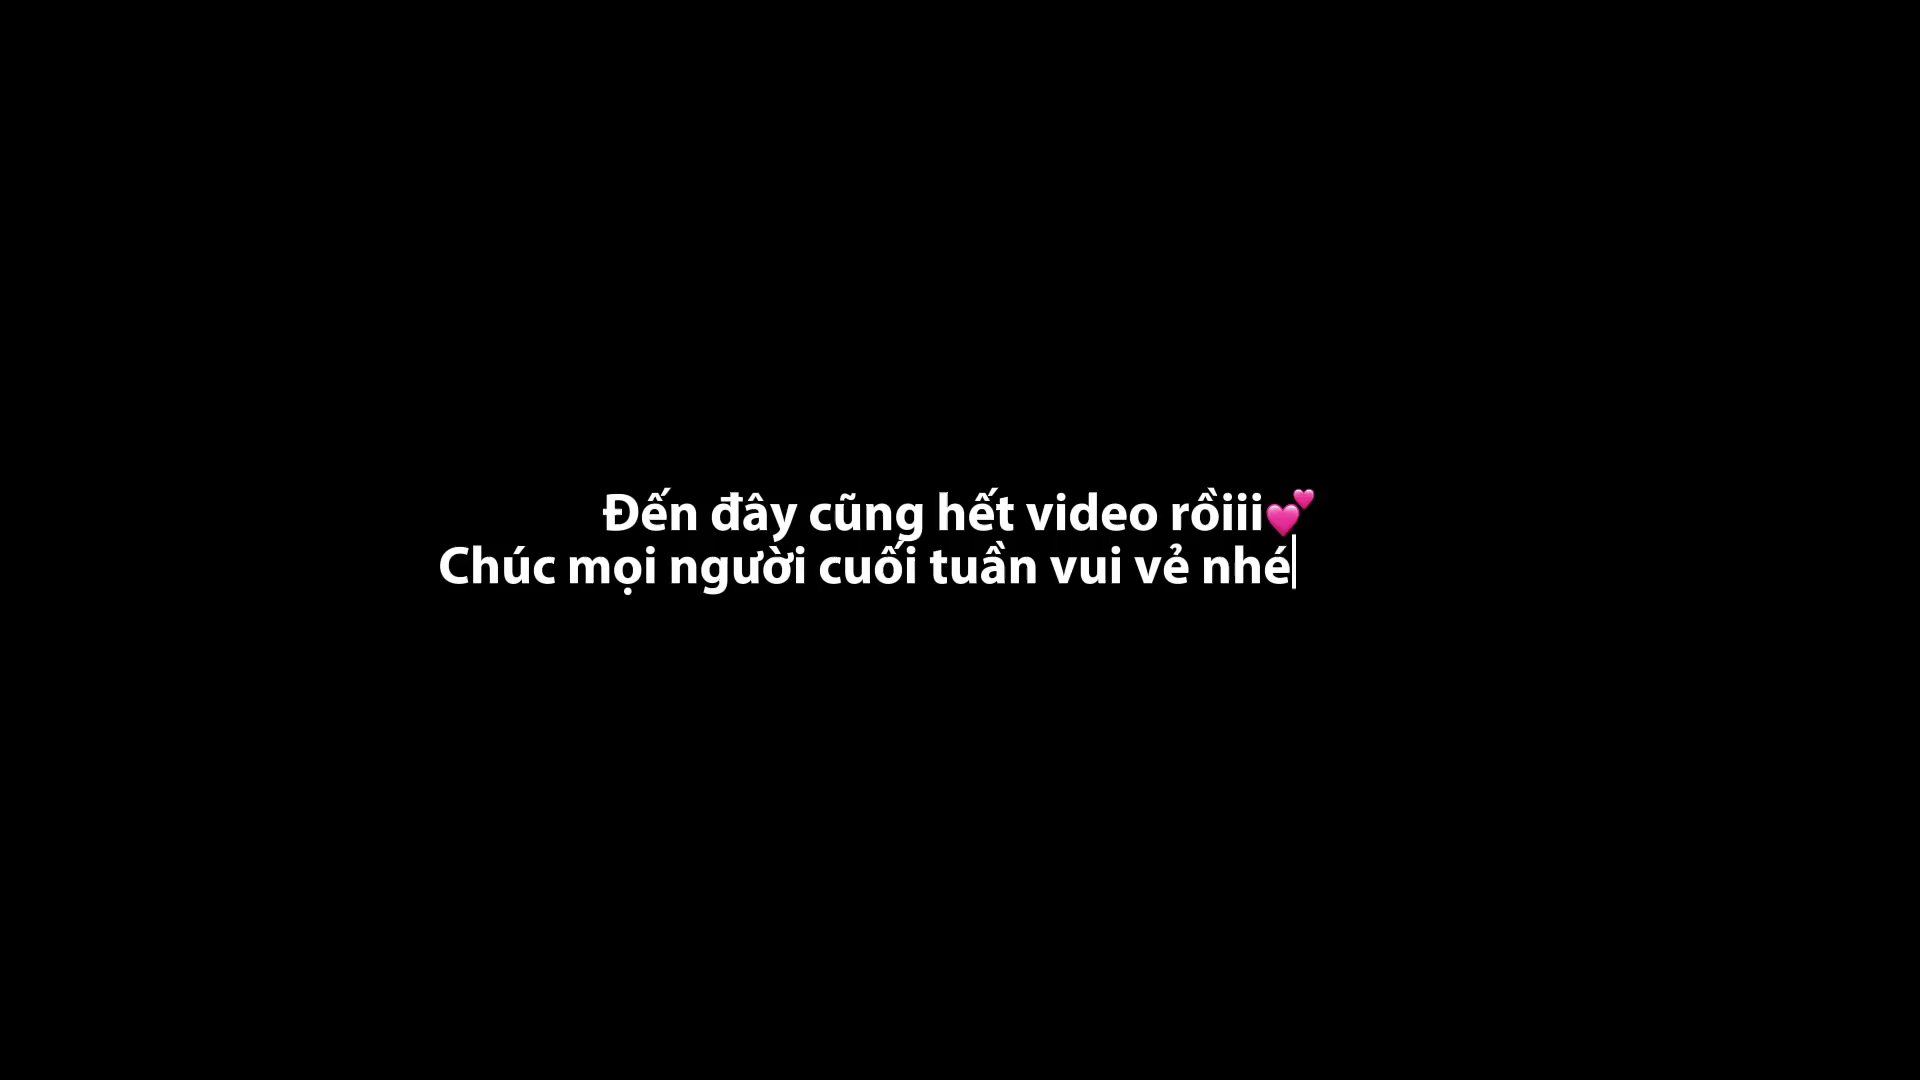 Đến đây cũng hết video rồiii💕
Chúc mọi người cuối tuần vui vẻ nhé